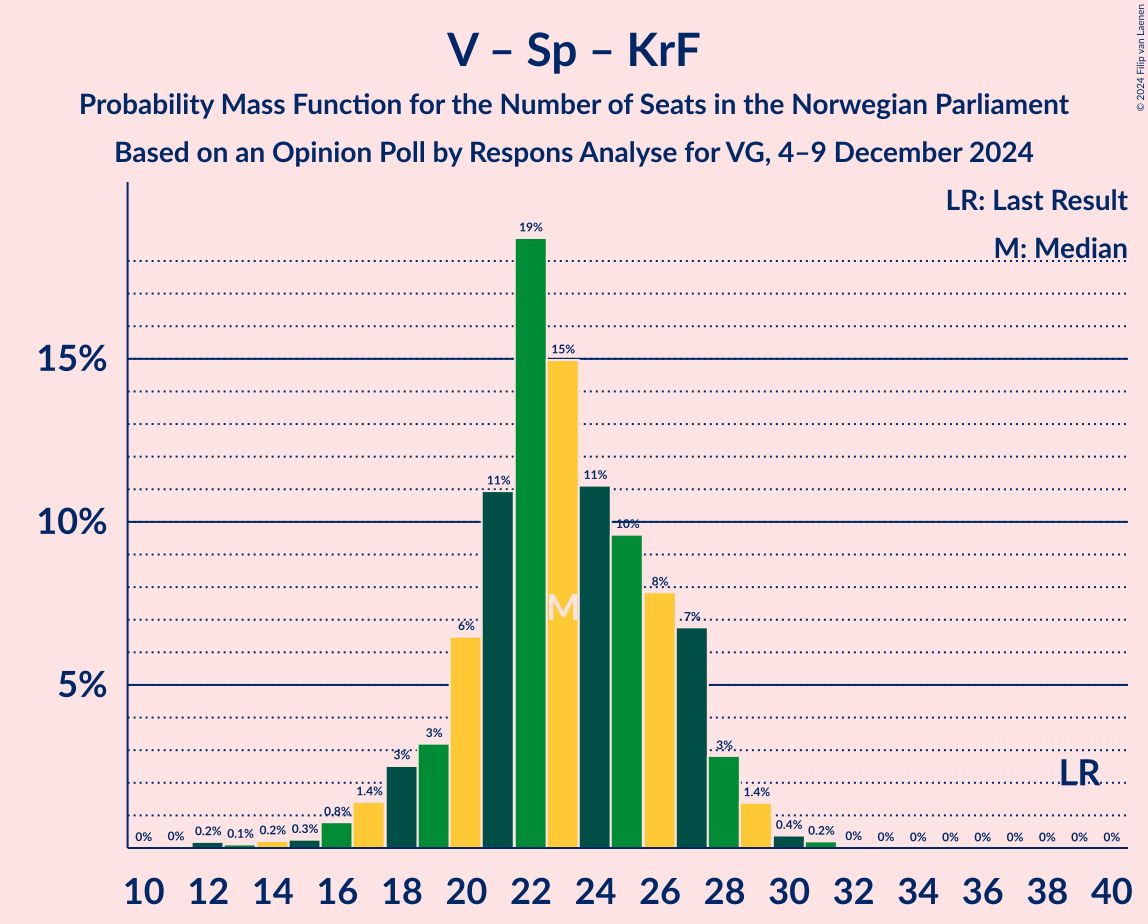 V – Sp – KrF
Probability Mass Function for the Number of Seats in the Norwegian Parliament
Based on an Opinion Poll by Respons Analyse for VG, 4–9 December 2024
© 2024 Filip van Laenen
LR: Last Result
M: Median
15%
10%
5%
0% 0% 0.2% 0.1% 0.2% 0.3% 0.8% 1.4% 3% 3% 6% 11% 19% 15% 11% 10% 8% 7% 3% 1.4% 0.4% 0.2% 0% 0% 0% 0% 0% 0% 0% 0% 0%
M
LR
10 12 14 16 18 20 22 24 26 28 30 32 34 36 38 40